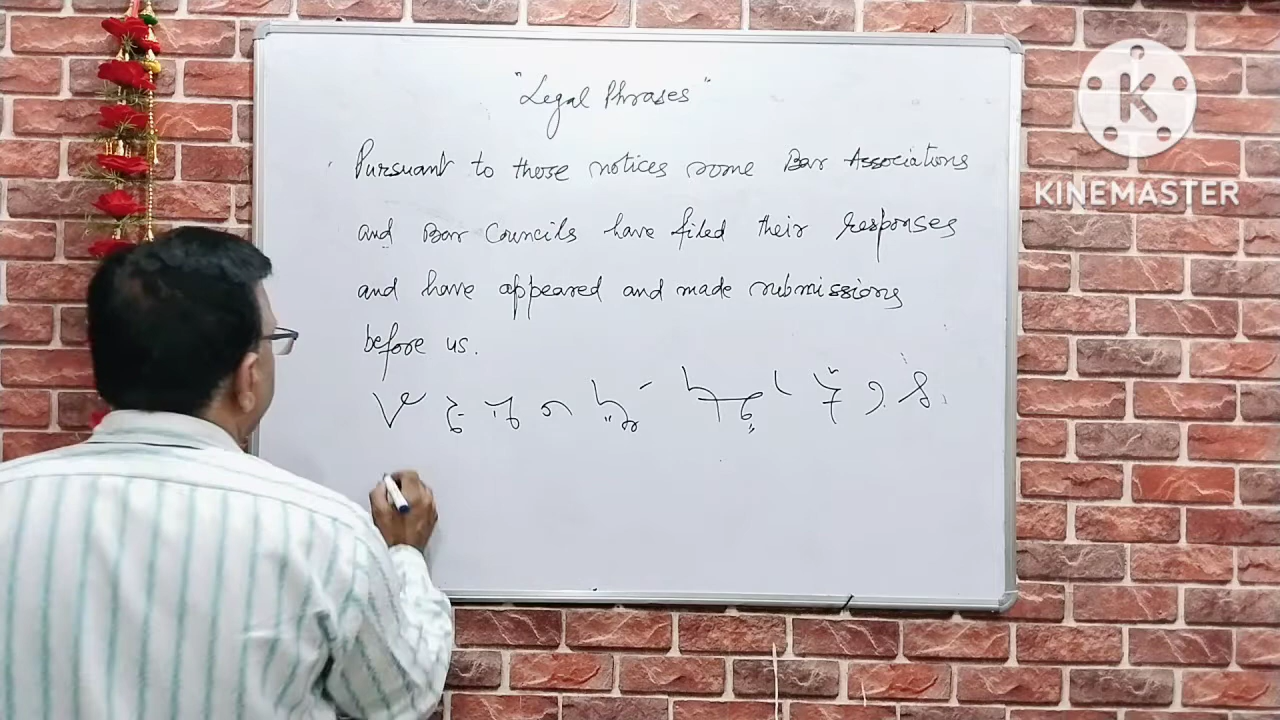 "Legal Phrases"
Pursuant to those notices some Bar Associations
and Bar Councils have filed their responses
and have appeared and made submissions
before us.
K
KINEMASTER